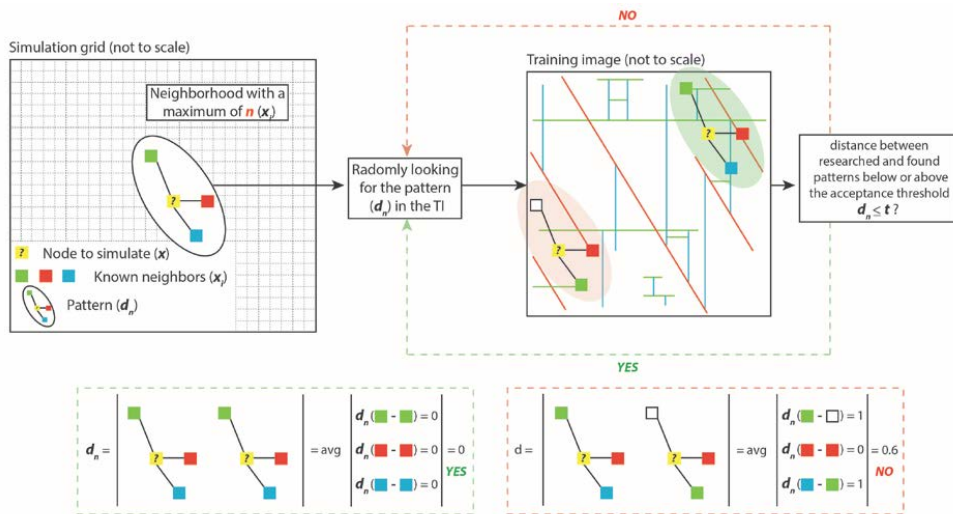 NO
Simulation grid (not to scale)
Training image (not to scale)
Neighborhood with a
maximum of n (xᵢ)
Radomly looking
for the pattern
(dₙ) in the TI
distance between
researched and found
patterns below or above
the acceptance threshold
dₙ ≤ t ?
?
?
?
? Node to simulate (x)
Known neighbors (xᵢ)
Pattern (dₙ)
YES
dₙ = ? ? = avg
dₙ( - ) = 0
dₙ( - ) = 0
dₙ( - ) = 0
= 0
YES
d = ? ? = avg
dₙ( - ) = 1
dₙ( - ) = 0
dₙ( - ) = 1
= 0.6
NO